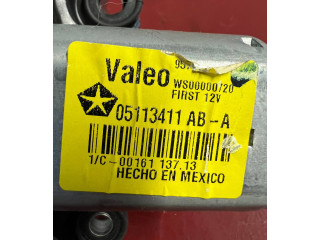 Valeo
WS00000/20
FIRST 12V
05113411 AB-A
1/C-00161 137.13
HECHO EN MEXICO